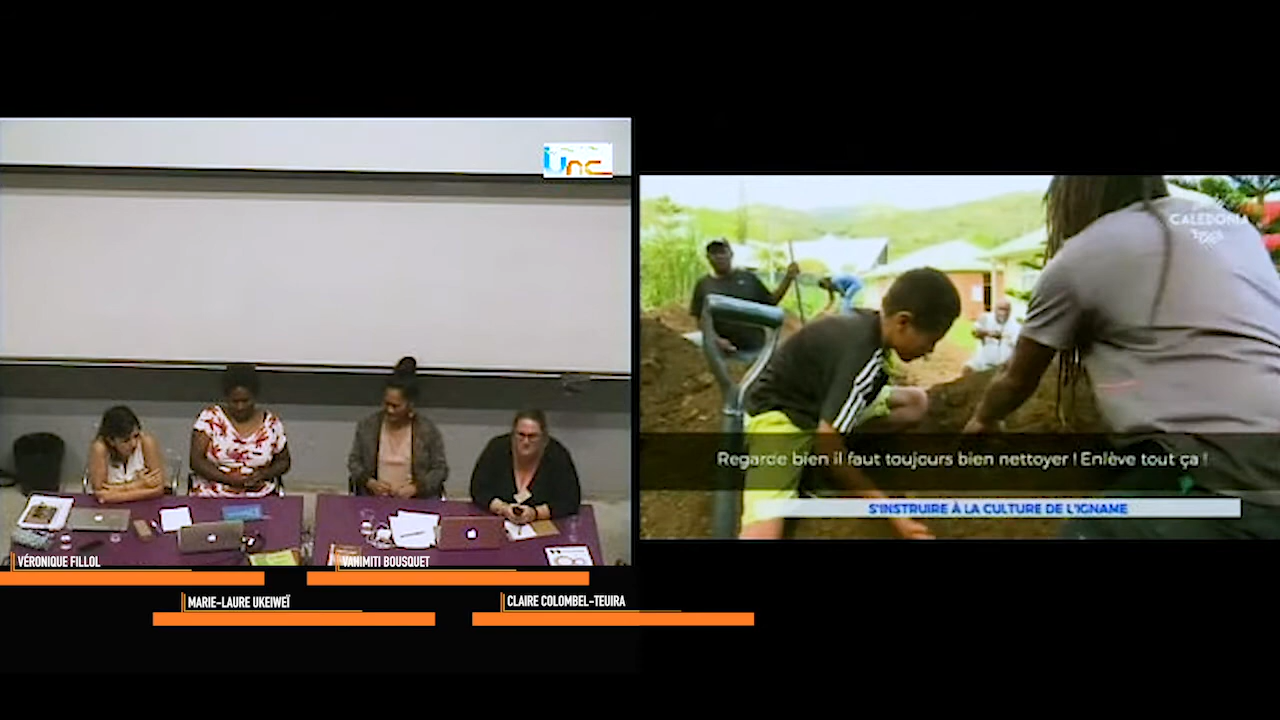 unc
CALEDONIA
Regarde bien il faut toujours bien nettoyer ! Enlève tout ça !
S'INSTRUIRE À LA CULTURE DE L'IGNAME
VÉRONIQUE FILLOL
VANIMITI BOUSQUET
MARIE-LAURE UKEIWEÏ
CLAIRE COLOMBEL-TEUIRA